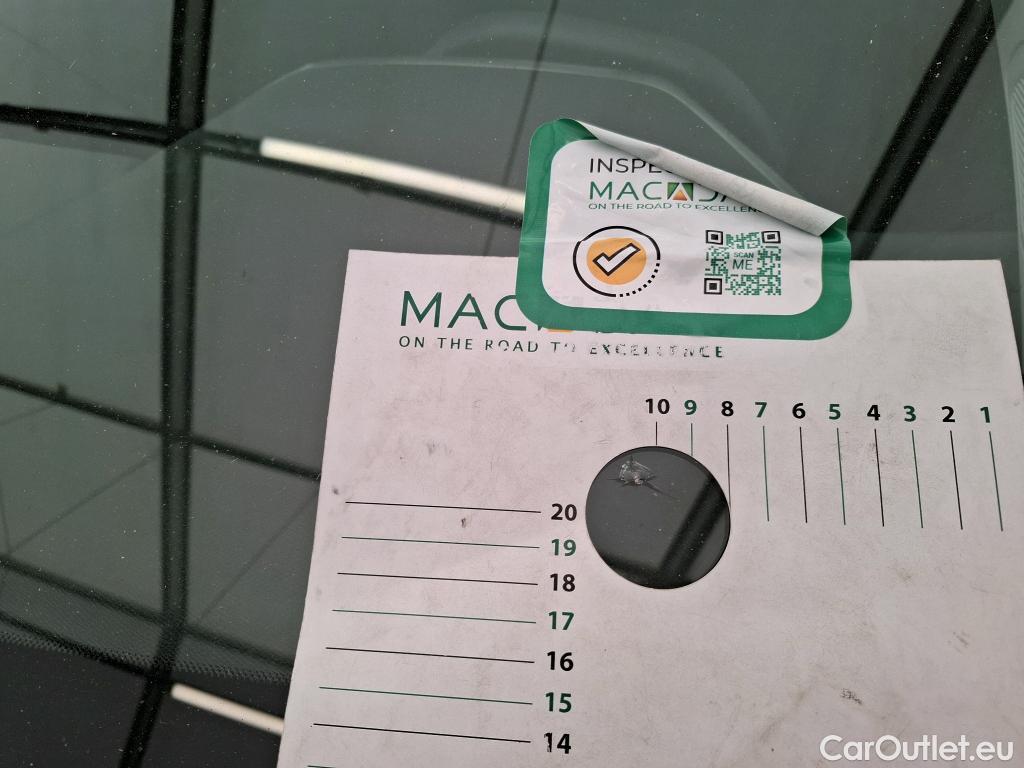 INSPE
MAC DA
ON THE ROAD TO EXCELLEN
SCAN
ME
MAC
ON THE ROAD TO EXCELLENCE
10 9 8 7 6 5 4 3 2 1
20
19
18
17
16
15
14
CarOutlet.eu